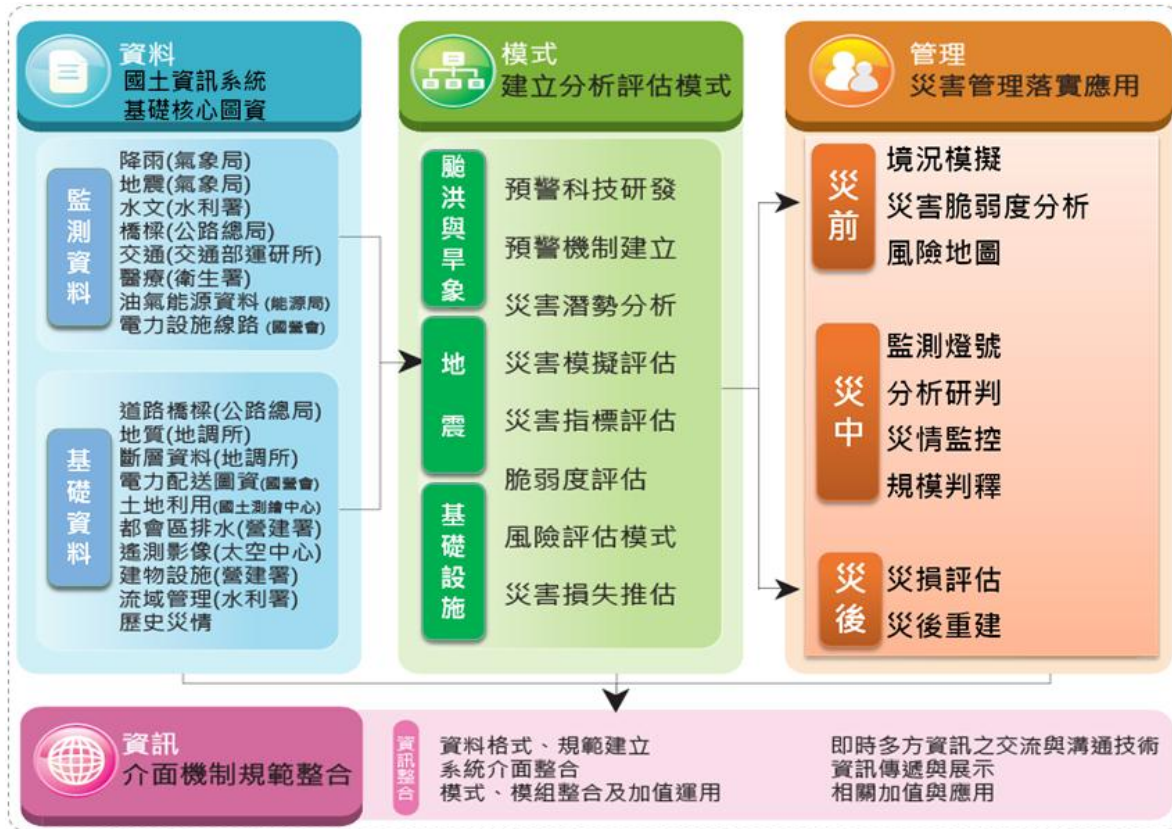 資料
國土資訊系統
基礎核心圖資
監測資料
降雨(氣象局)
地震(氣象局)
水文(水利署)
橋樑(公路總局)
交通(交通部運研所)
醫療(衛生署)
油氣能源資料(能源局)
電力設施線路(國營會)
基礎資料
道路橋樑(公路總局)
地質(地調所)
斷層資料(地調所)
電力配送圖資(國營會)
土地利用(國土測繪中心)
都會區排水(營建署)
遙測影像(太空中心)
建物設施(營建署)
流域管理(水利署)
歷史災情
模式
建立分析評估模式
颱洪與旱象
地震
基礎設施
預警科技研發
預警機制建立
災害潛勢分析
災害模擬評估
災害指標評估
脆弱度評估
風險評估模式
災害損失推估
管理
災害管理落實應用
災前
境況模擬
災害脆弱度分析
風險地圖
災中
監測燈號
分析研判
災情監控
規模判釋
災後
災損評估
災後重建
資訊
介面機制規範整合
資訊整合
資料格式、規範建立
系統介面整合
模式、模組整合及加值運用
即時多方資訊之交流與溝通技術
資訊傳遞與展示
相關加值與應用